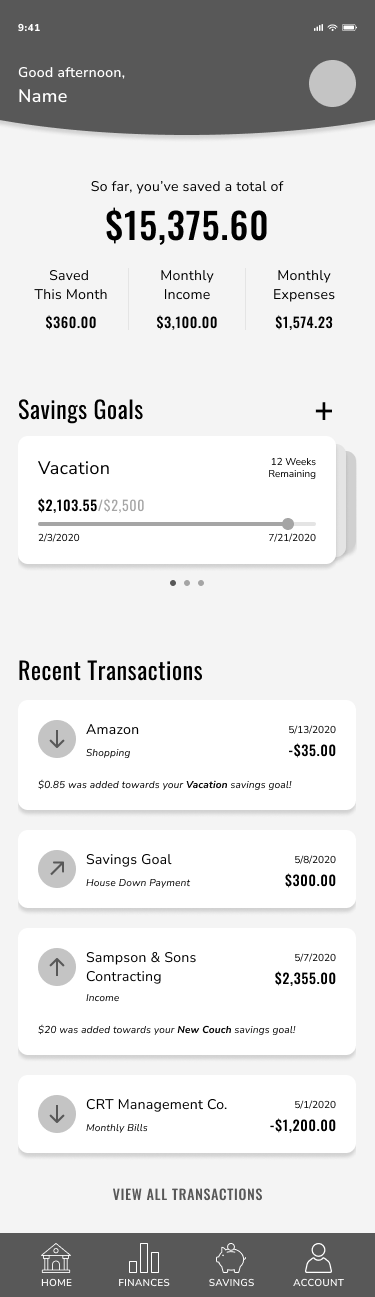 9:41
Good afternoon,
Name
So far, you've saved a total of
$15,375.60
Saved
This Month
$360.00
Monthly
Income
$3,100.00
Monthly
Expenses
$1,574.23
Savings Goals
Vacation
12 Weeks
Remaining
$2,103.55/$2,500
2/3/2020
7/21/2020
Recent Transactions
Amazon
5/13/2020
Shopping
-$35.00
$0.85 was added towards your Vacation savings goal!
Savings Goal
5/8/2020
House Down Payment
$300.00
Sampson & Sons
Contracting
5/7/2020
$2,355.00
Income
$20 was added towards your New Couch savings goal!
CRT Management Co.
5/1/2020
Monthly Bills
-$1,200.00
VIEW ALL TRANSACTIONS
HOME
FINANCES
SAVINGS
ACCOUNT